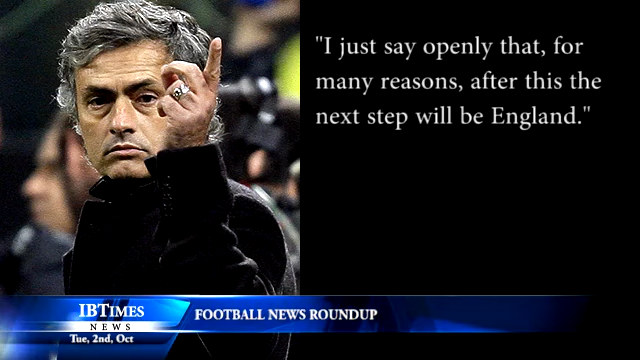 "I just say openly that, for
many reasons, after this the
next step will be England."
IBTIMES
NEWS
FOOTBALL NEWS ROUNDUP
Tue, 2nd, Oct